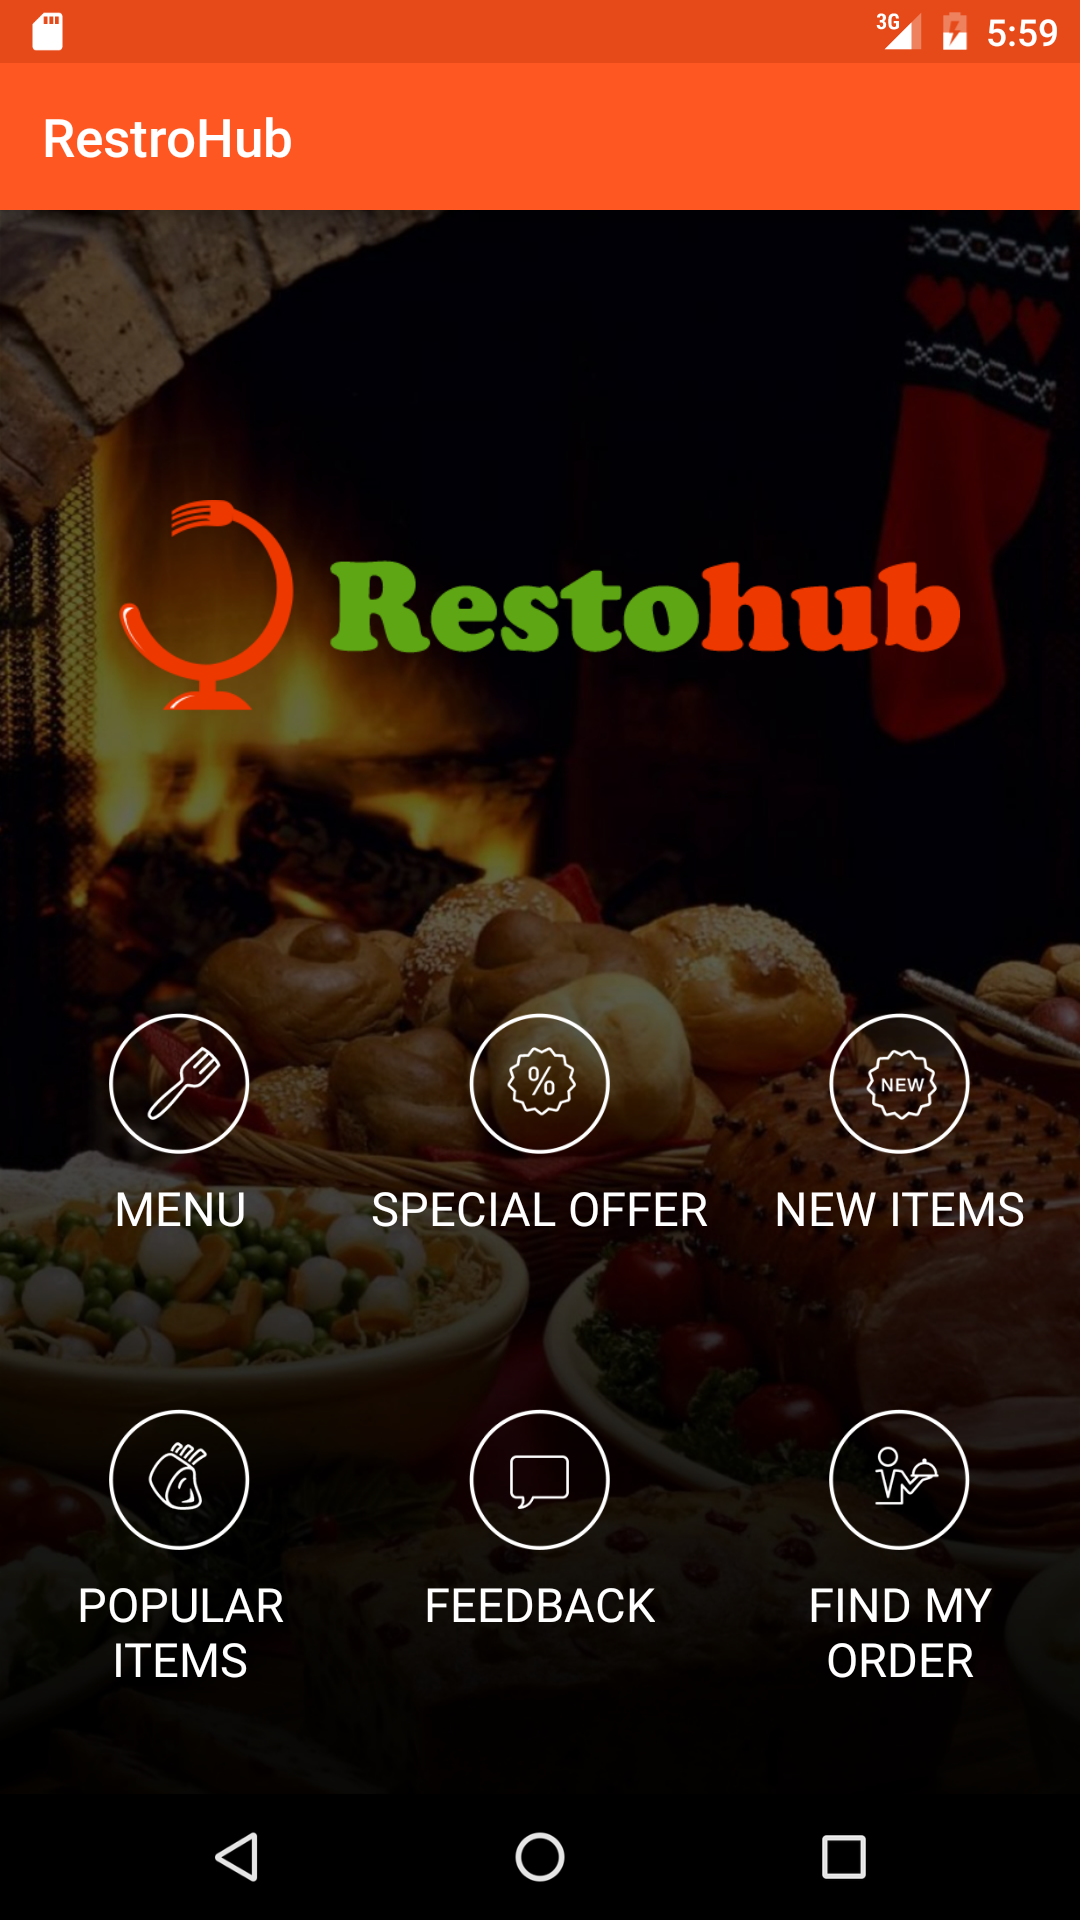 3G 5:59
RestroHub
Restohub
%
NEW
MENU
SPECIAL OFFER
NEW ITEMS
POPULAR
ITEMS
FEEDBACK
FIND MY
ORDER